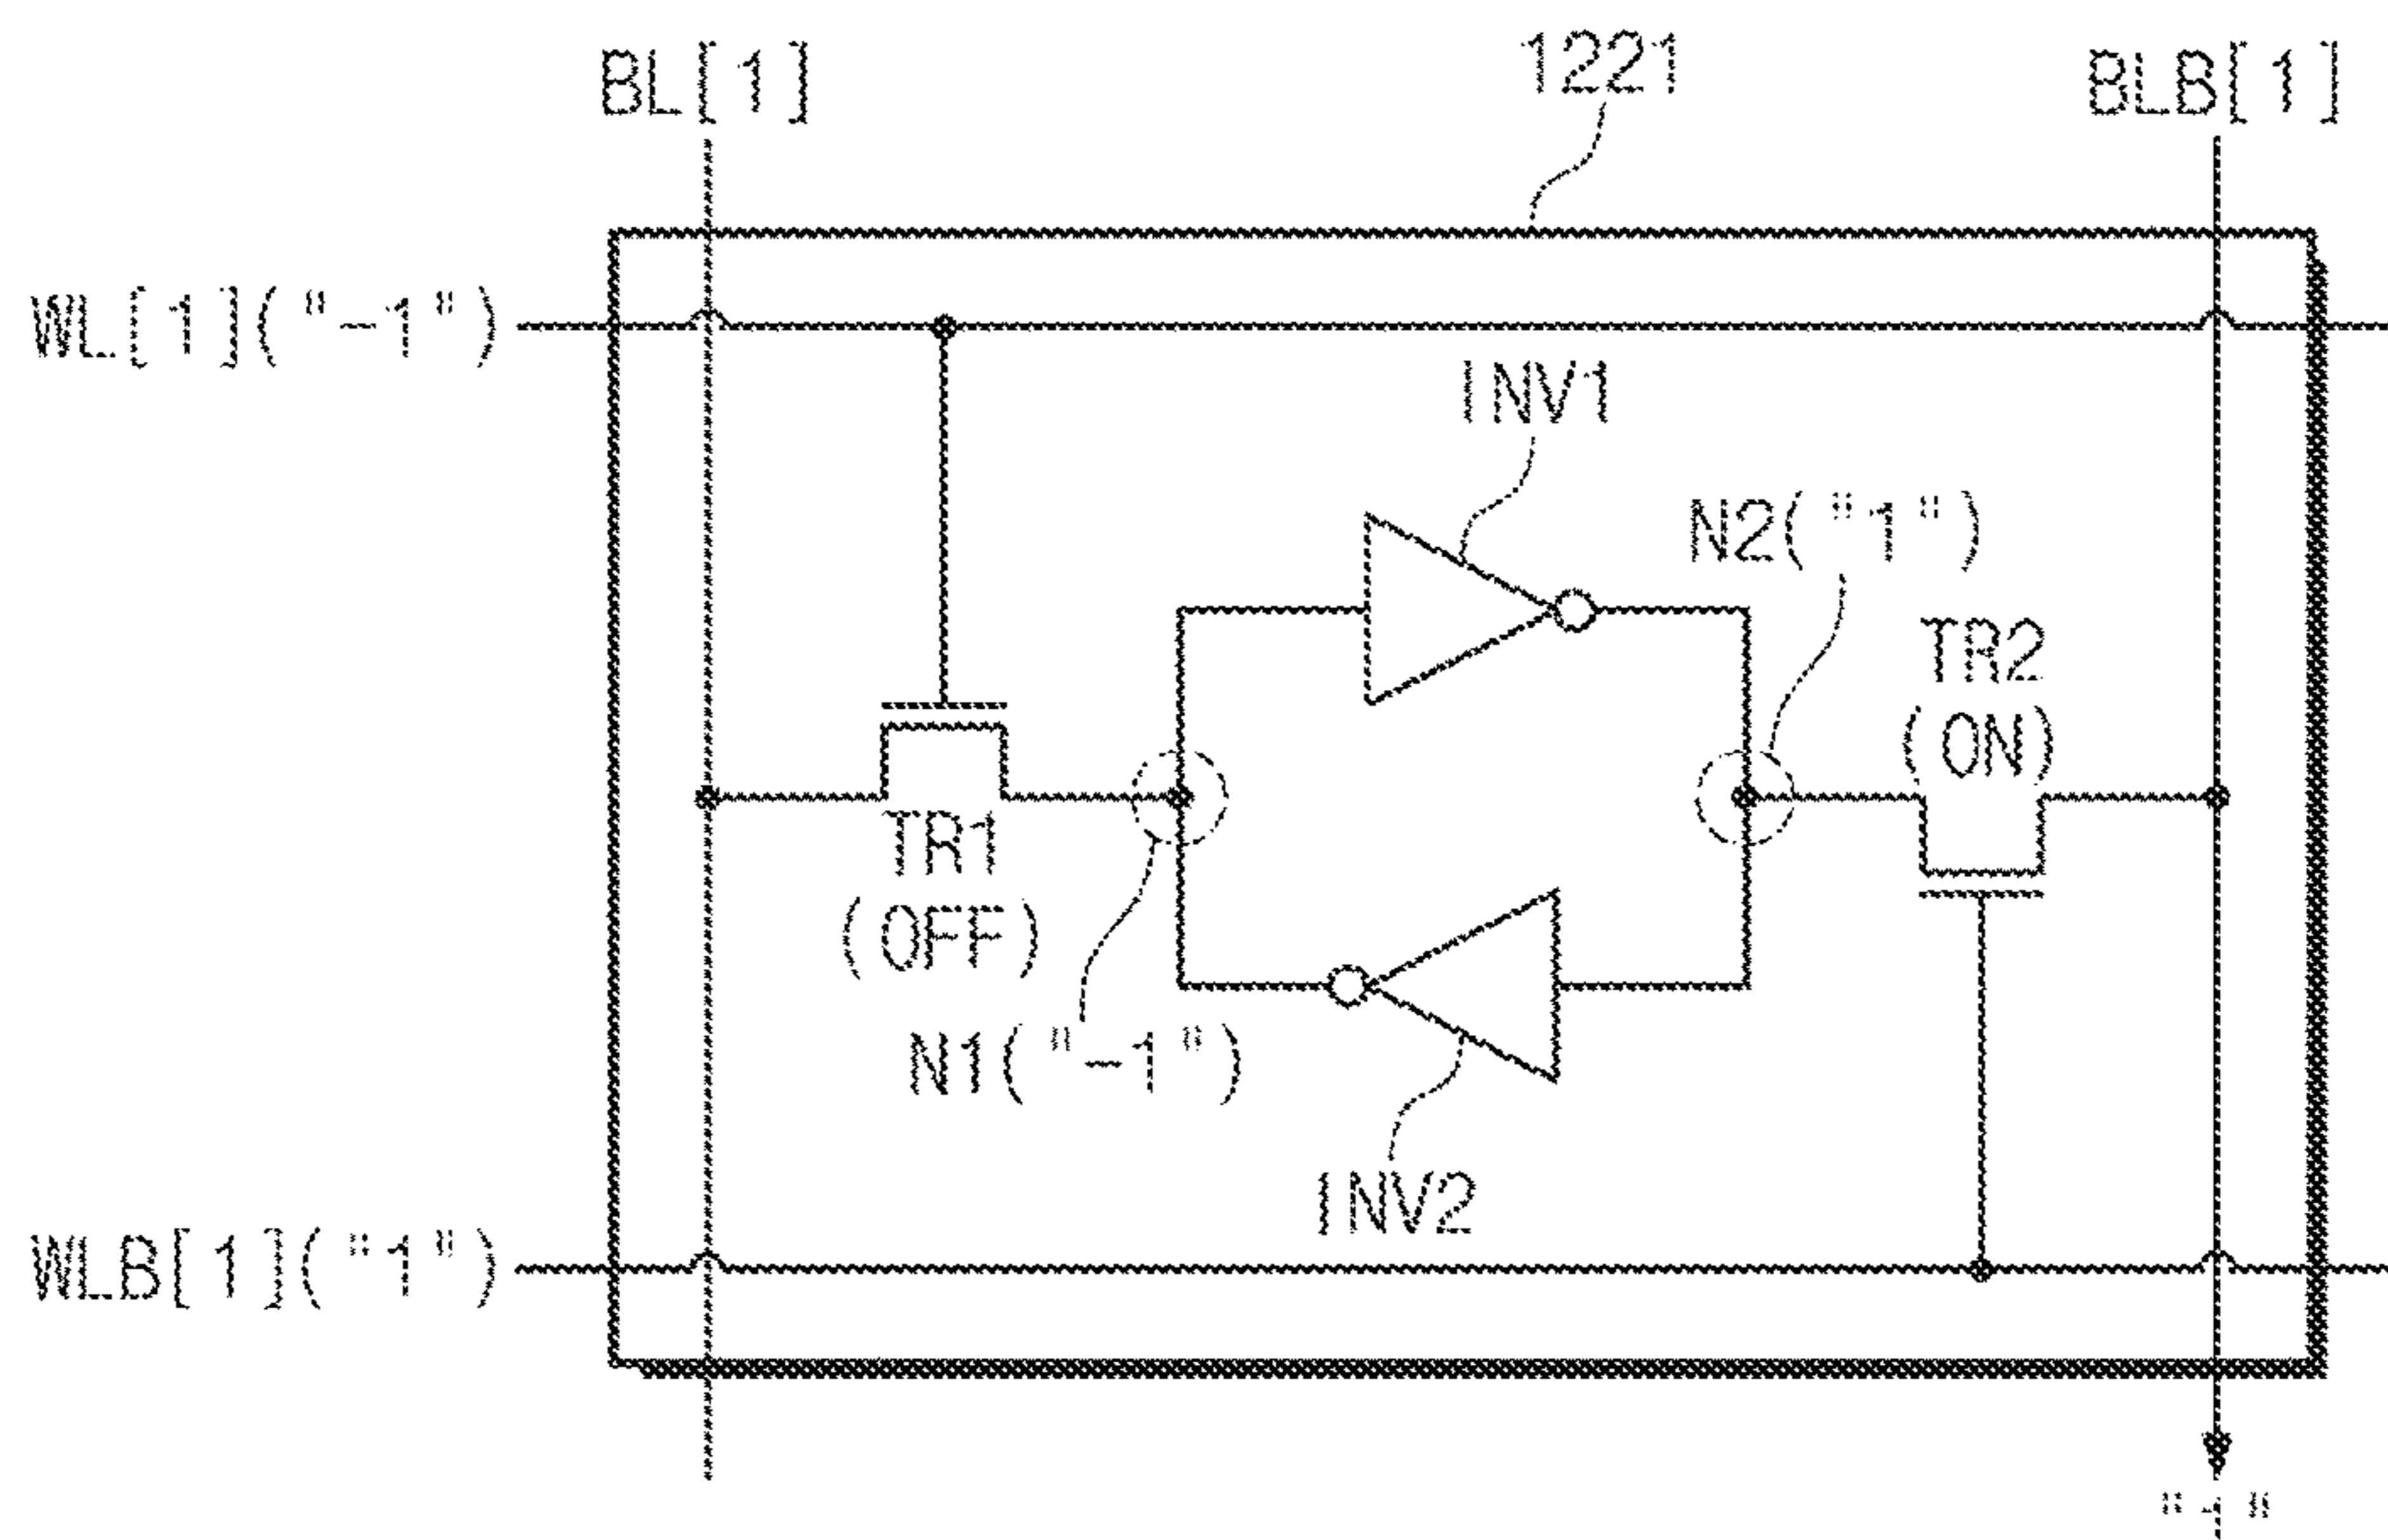 BL[1]
1221
BLB[1]
WL[1]("-1")
INV1
N2("1")
TR2
(ON)
TR1
(OFF)
N1("-1")
INV2
WLB[1]("1")